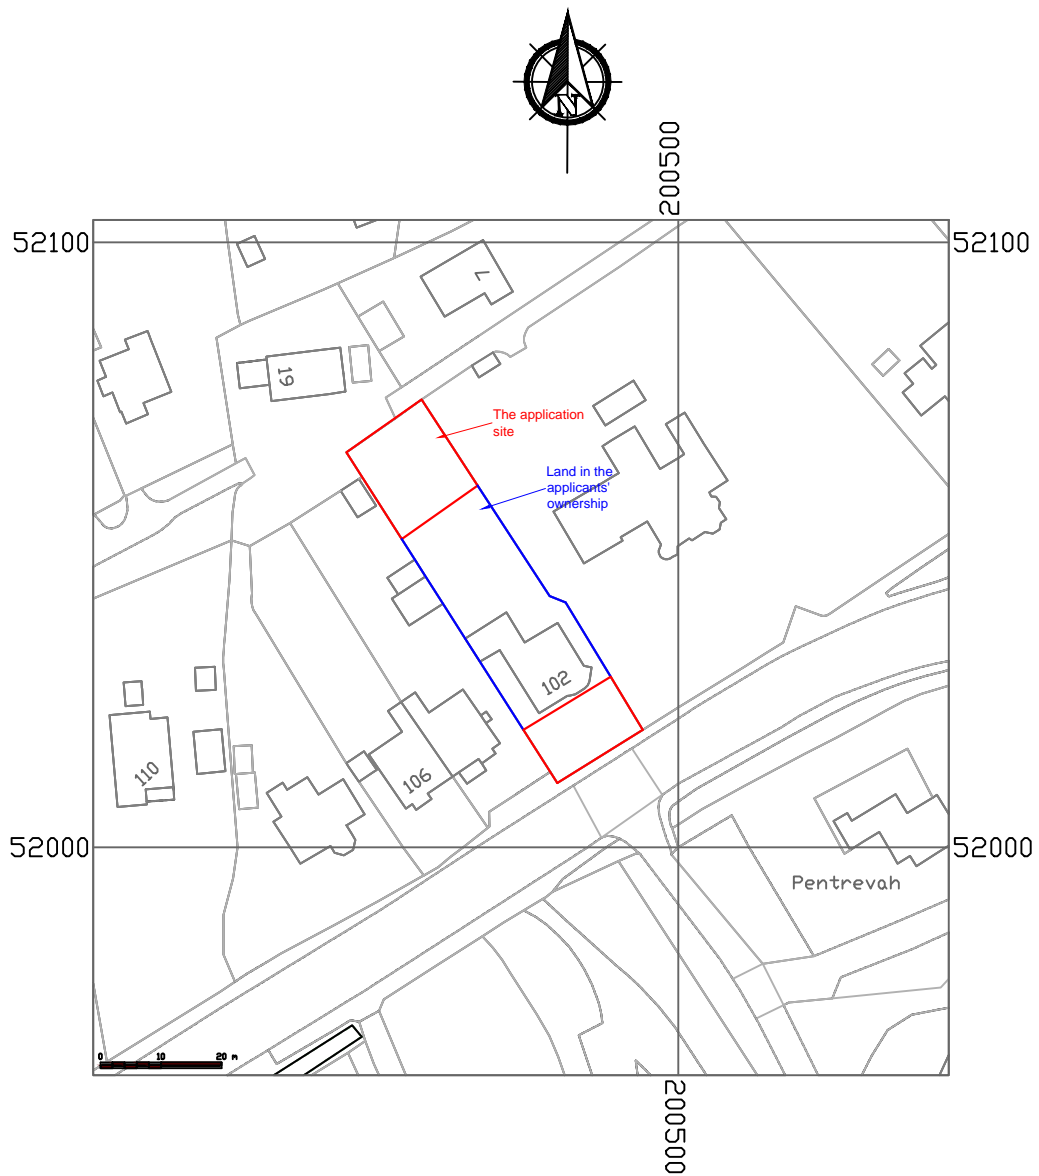 N
200500
52100
52100
7
19
The application
site
Land in the
applicants'
ownership
102
110
106
52000
52000
Pentrevah
0 10 20 m
200500